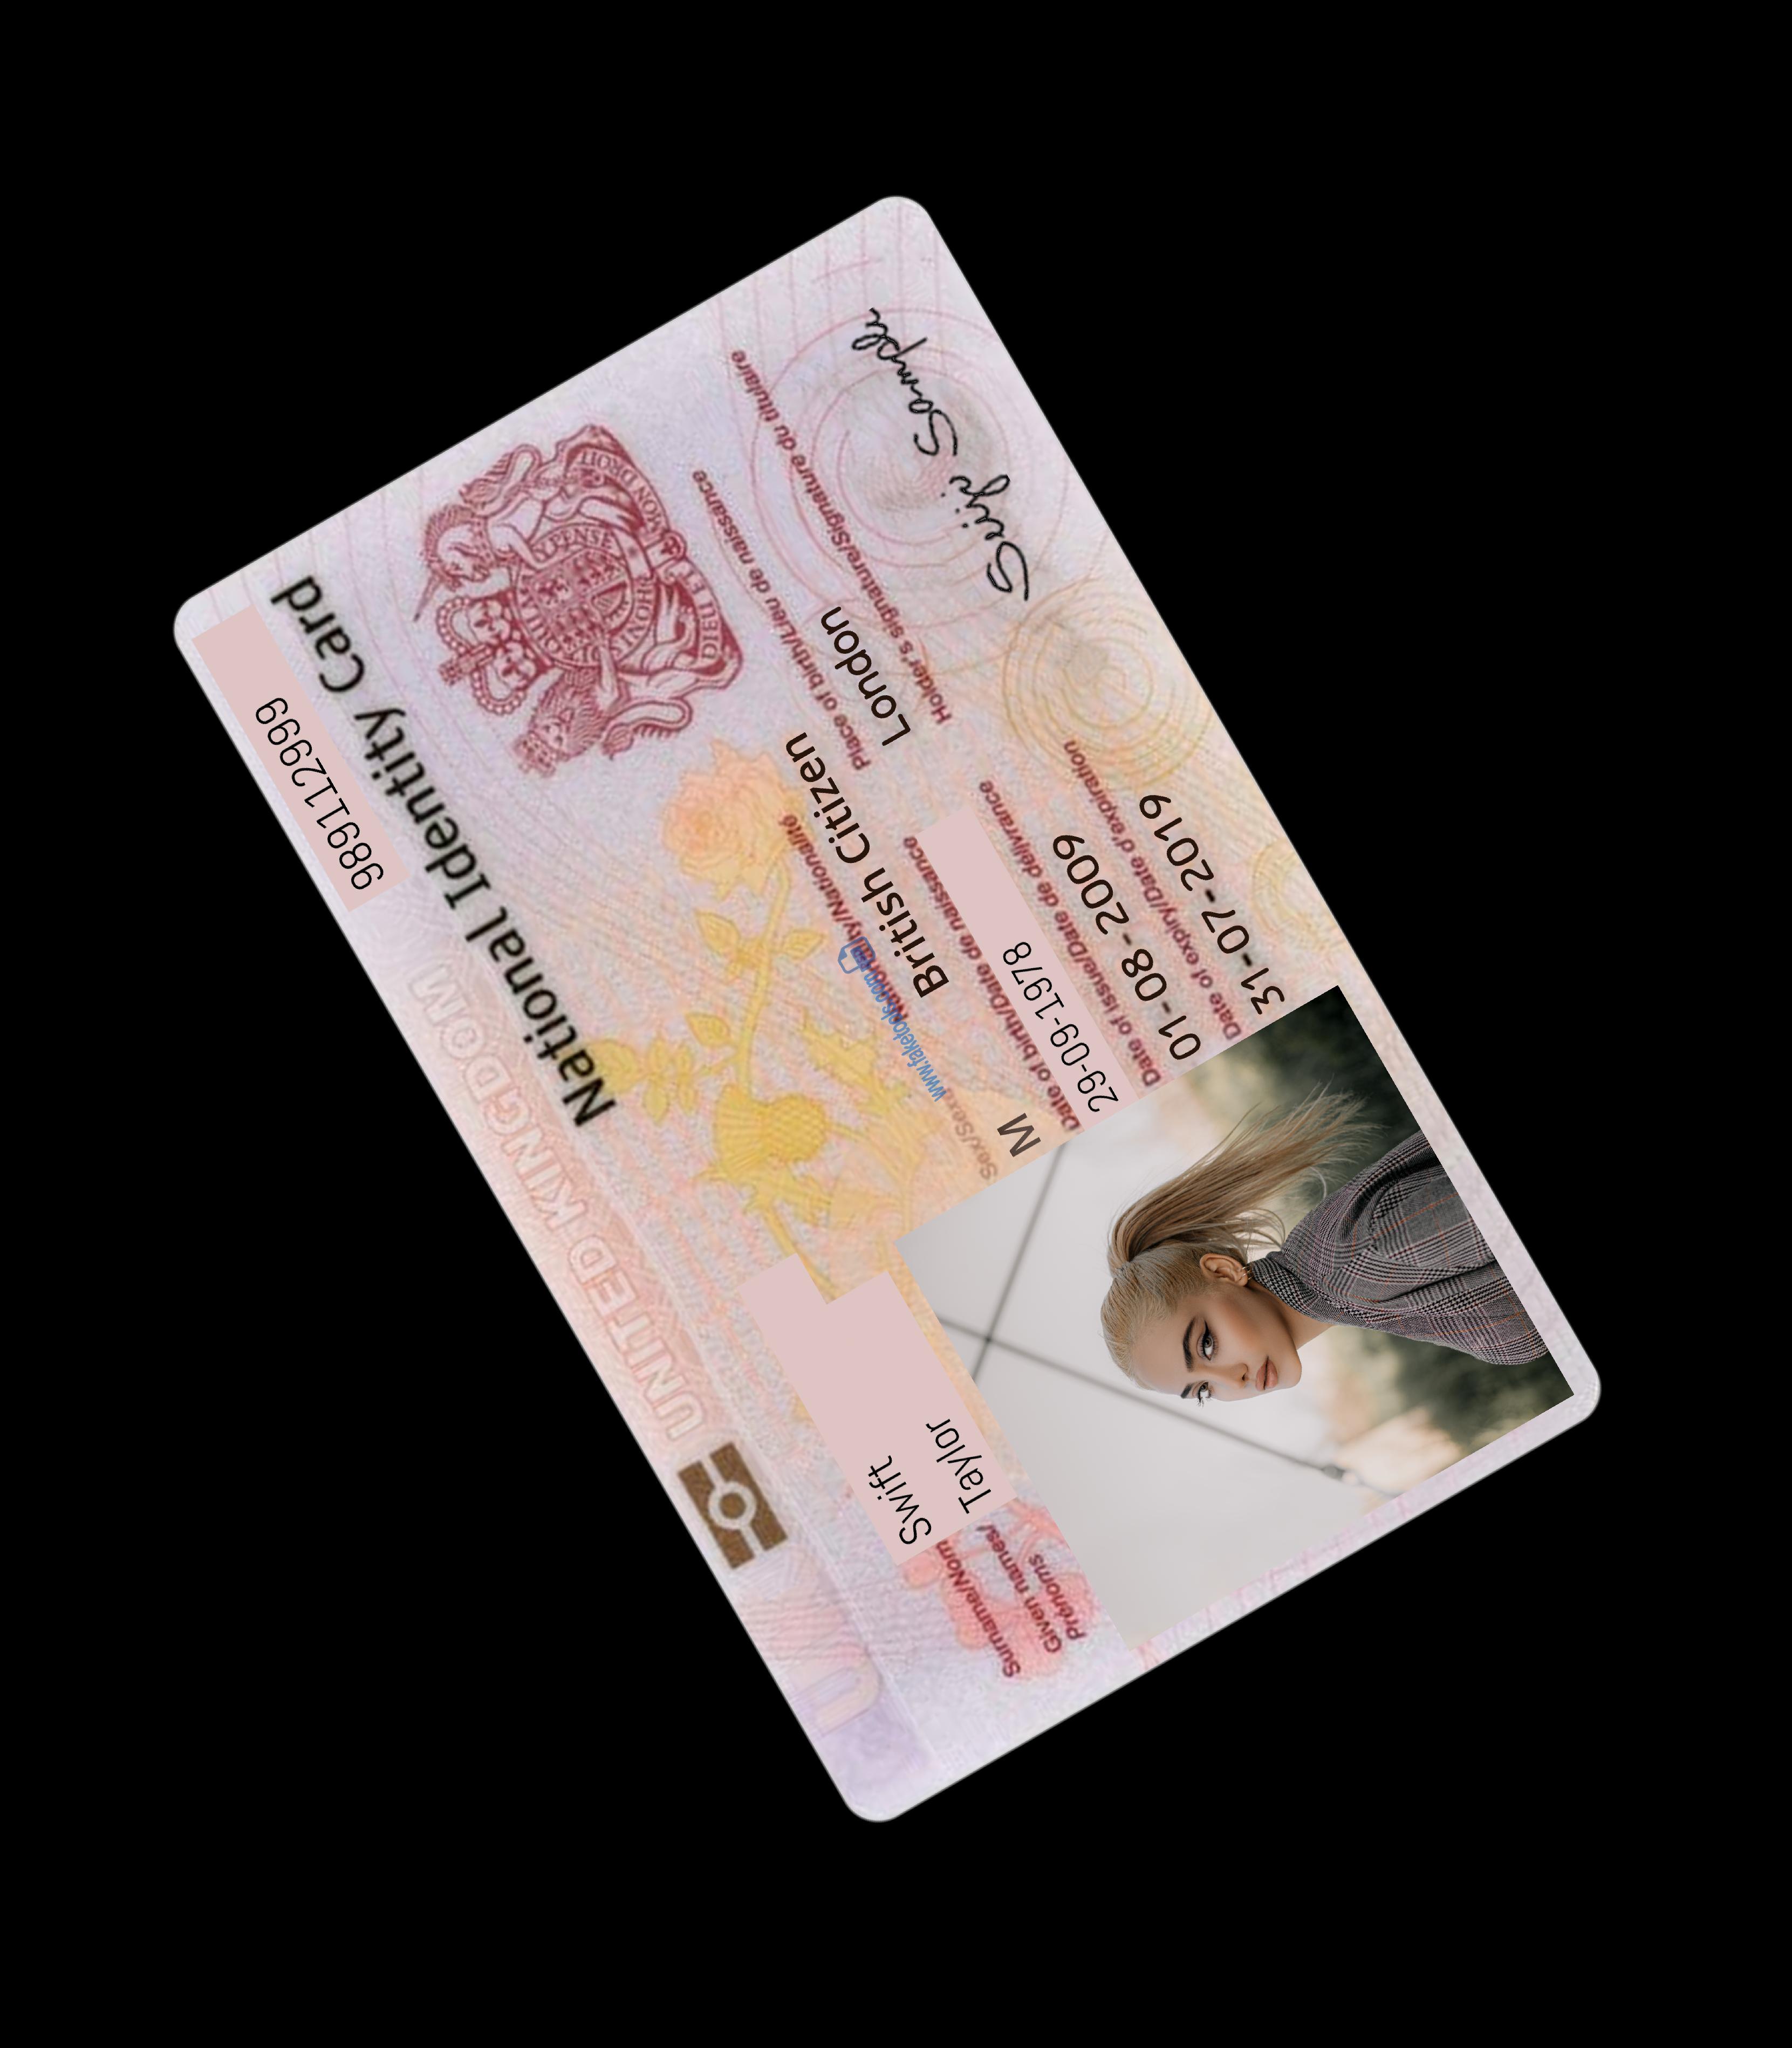 989112999
National Identity Card
UNITED KINGDOM
U
Surname/Nom
Swift
Given names/
Prénoms
Taylor
Sex/Sexe
M
Nationality/Nationalité
British Citizen
Place of birth/Lieu de naissance
London
Date of birth/Date de naissance
29-09-1978
Date of issue/Date de délivrance
01-08-2009
Date of expiry/Date d'expiration
31-07-2019
Holder's signature/Signature du titulaire
Seiji Sample
DIEU ET MON DROIT
www.faketools.com